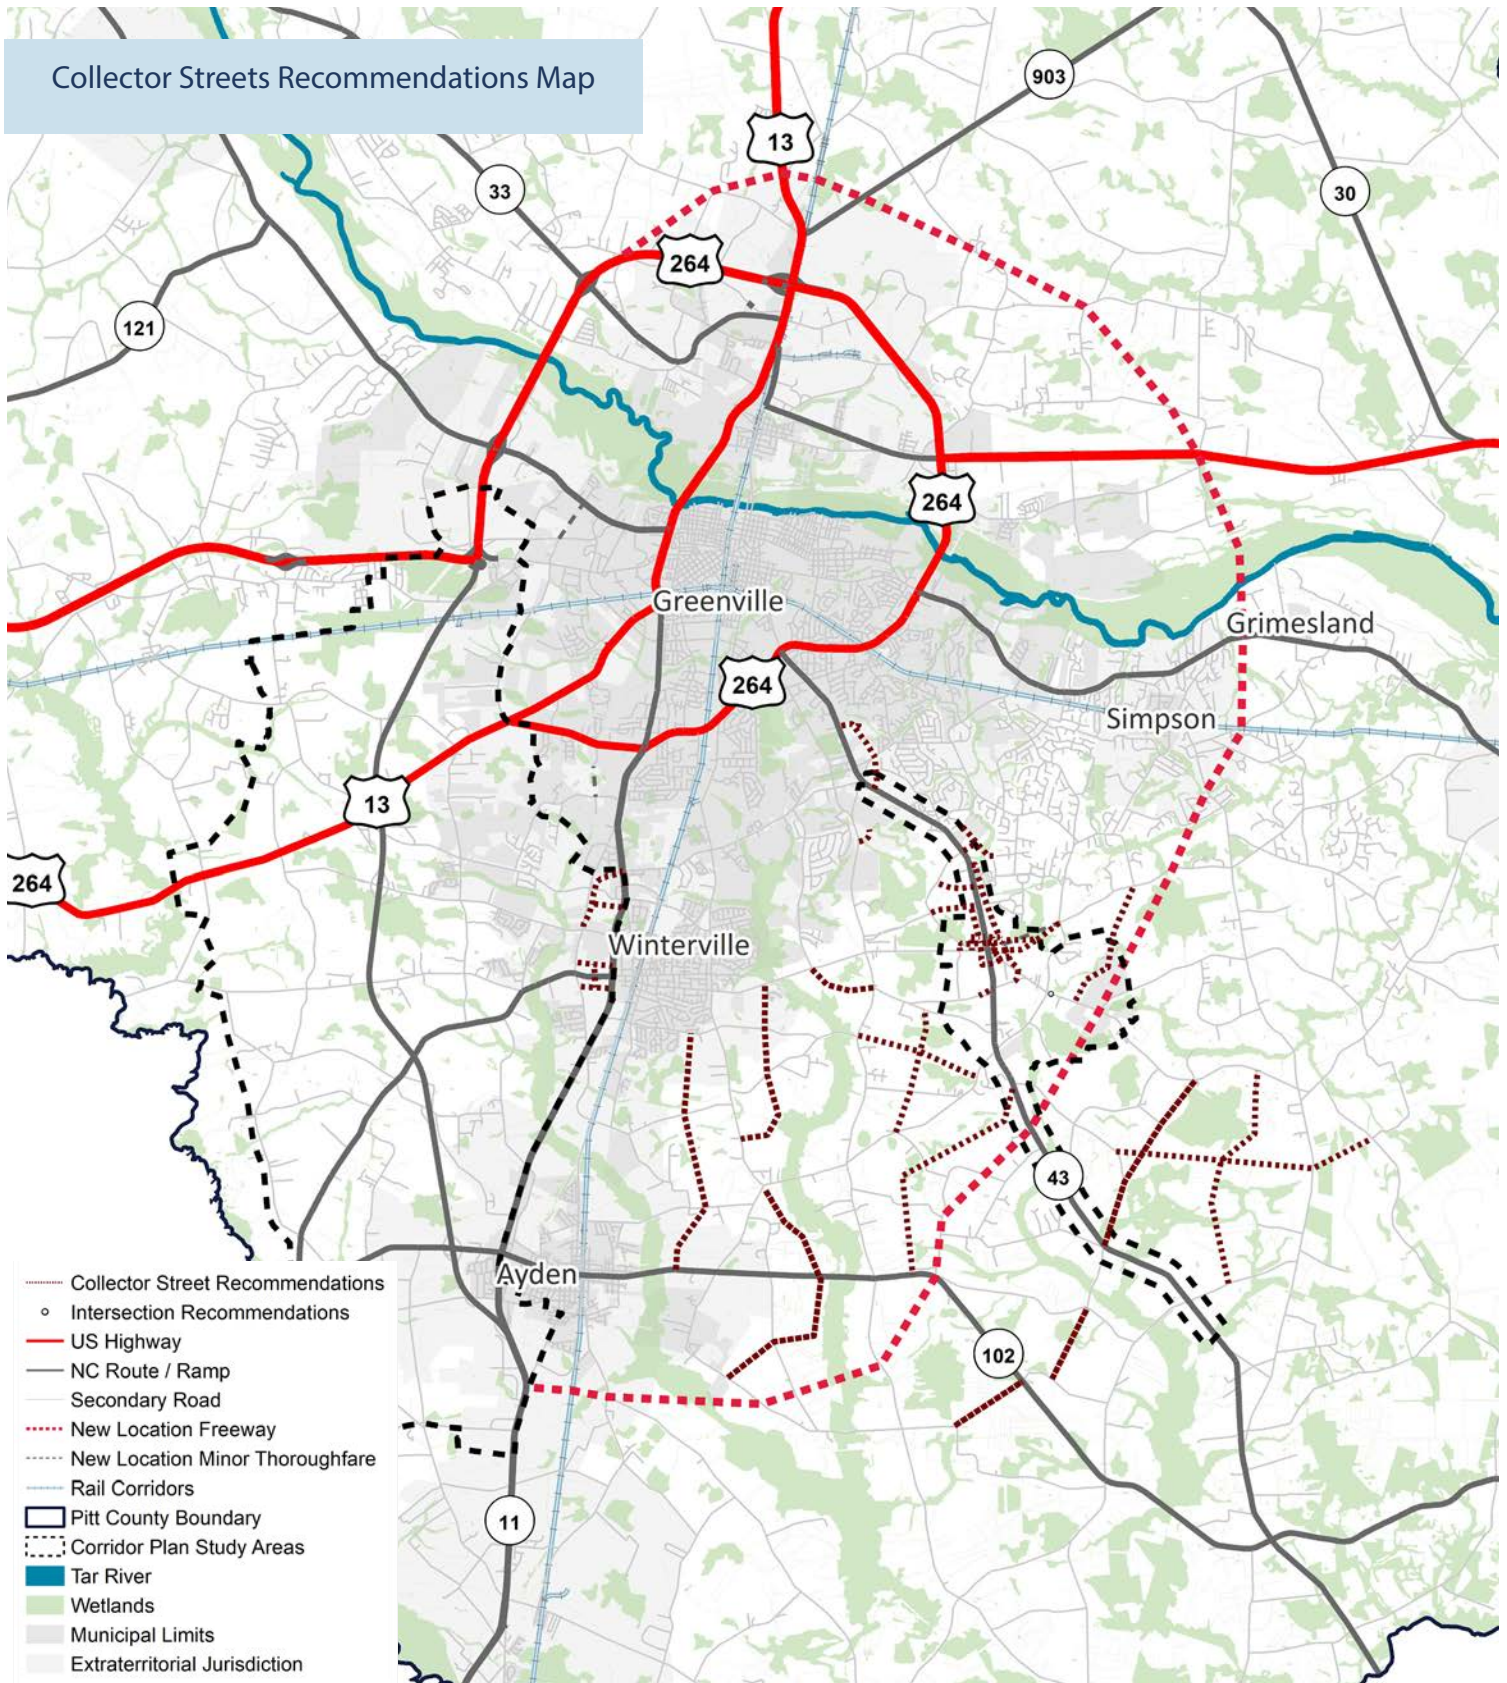 Collector Streets Recommendations Map
903
13
33
30
264
121
264
Greenville
Grimesland
264
Simpson
13
264
Winterville
43
Ayden
102
11
Collector Street Recommendations
Intersection Recommendations
US Highway
NC Route / Ramp
Secondary Road
New Location Freeway
New Location Minor Thoroughfare
Rail Corridors
Pitt County Boundary
Corridor Plan Study Areas
Tar River
Wetlands
Municipal Limits
Extraterritorial Jurisdiction